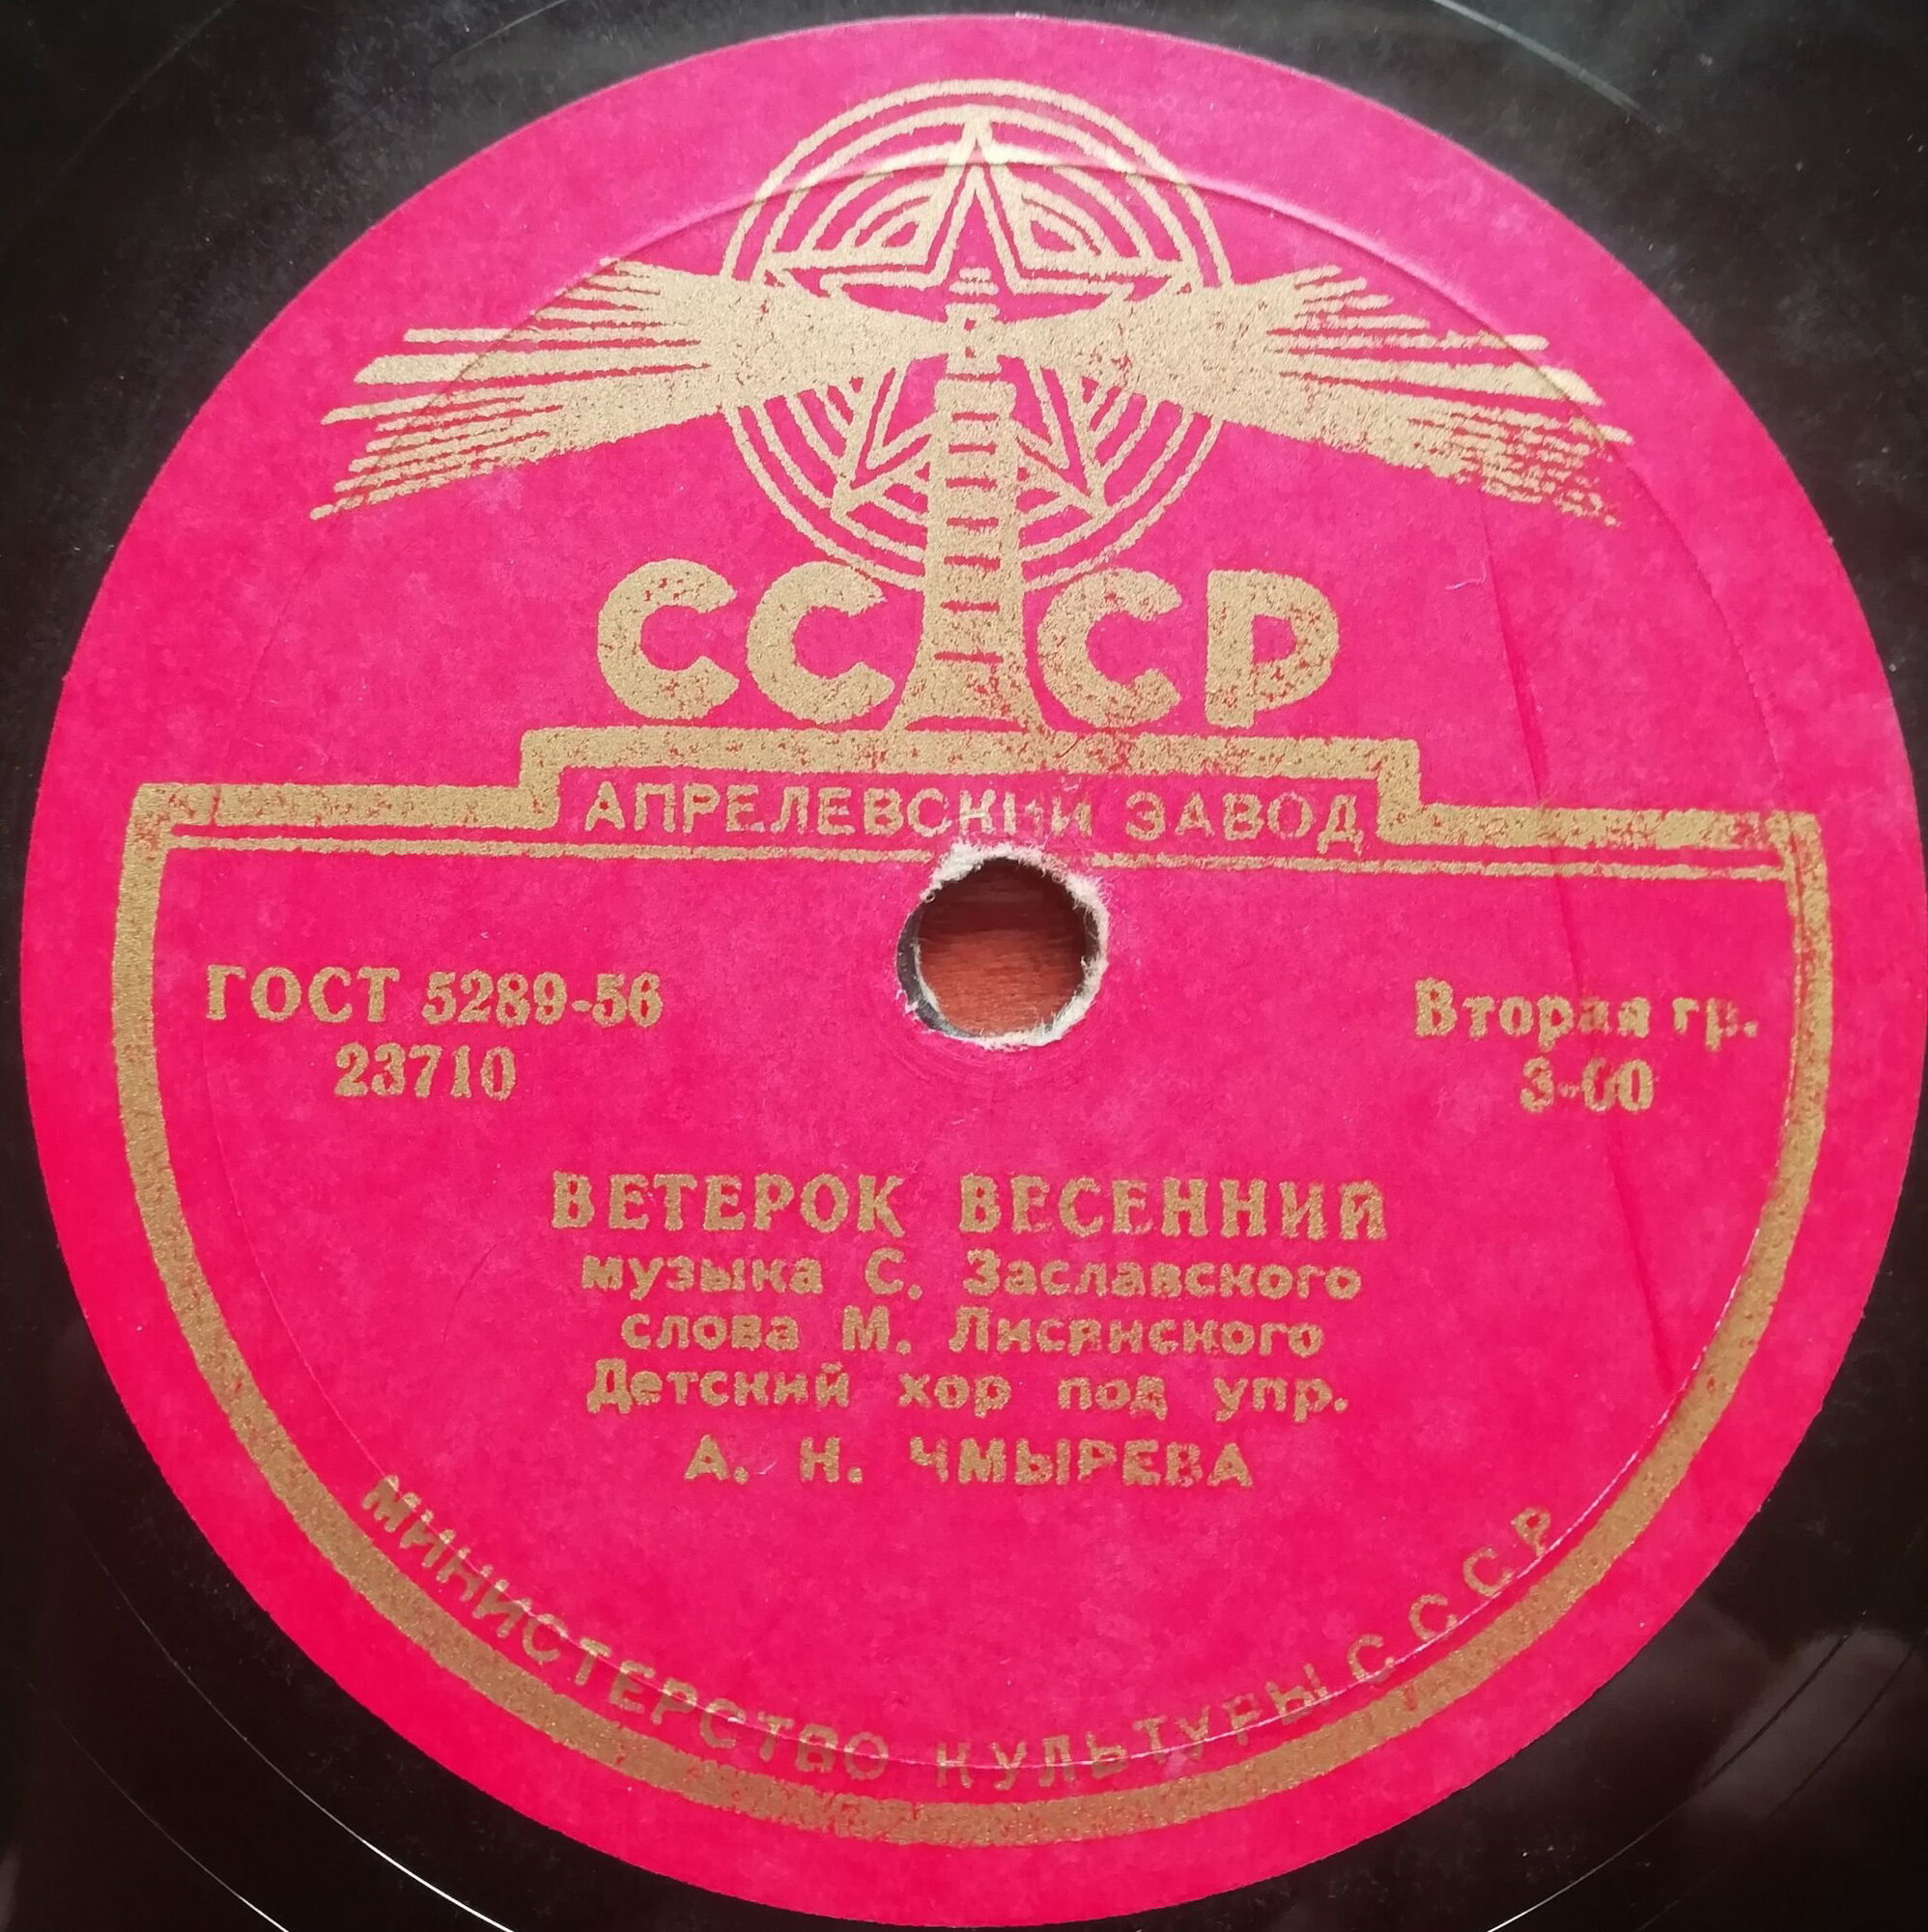 СССР
АПРЕЛЕВСКИЙ ЗАВОД
ГОСТ 5289-56
23710
Вторая гр.
3-00
ВЕТЕРОК ВЕСЕННИЙ
музыка С. Заславского
слова М. Лисянского
Детский хор под упр.
А. Н. ЧМЫРЕВА
МИНИСТЕРСТВО КУЛЬТУРЫ СССР